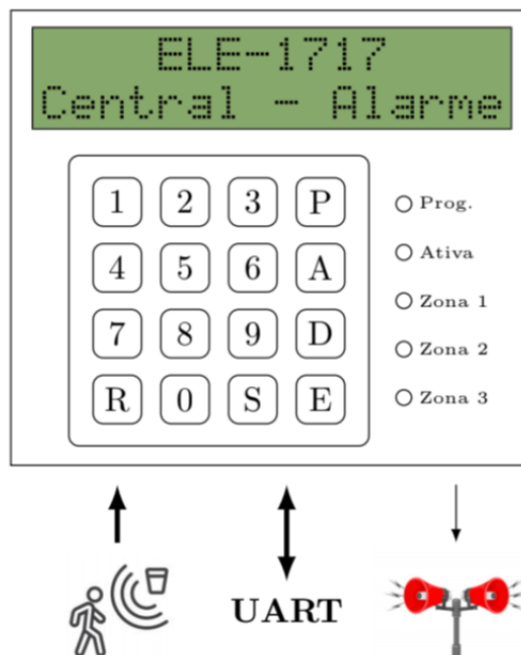 ELE-1717
Central - Alarme
1 2 3 P
4 5 6 A
7 8 9 D
R 0 S E
Prog.
Ativa
Zona 1
Zona 2
Zona 3
UART